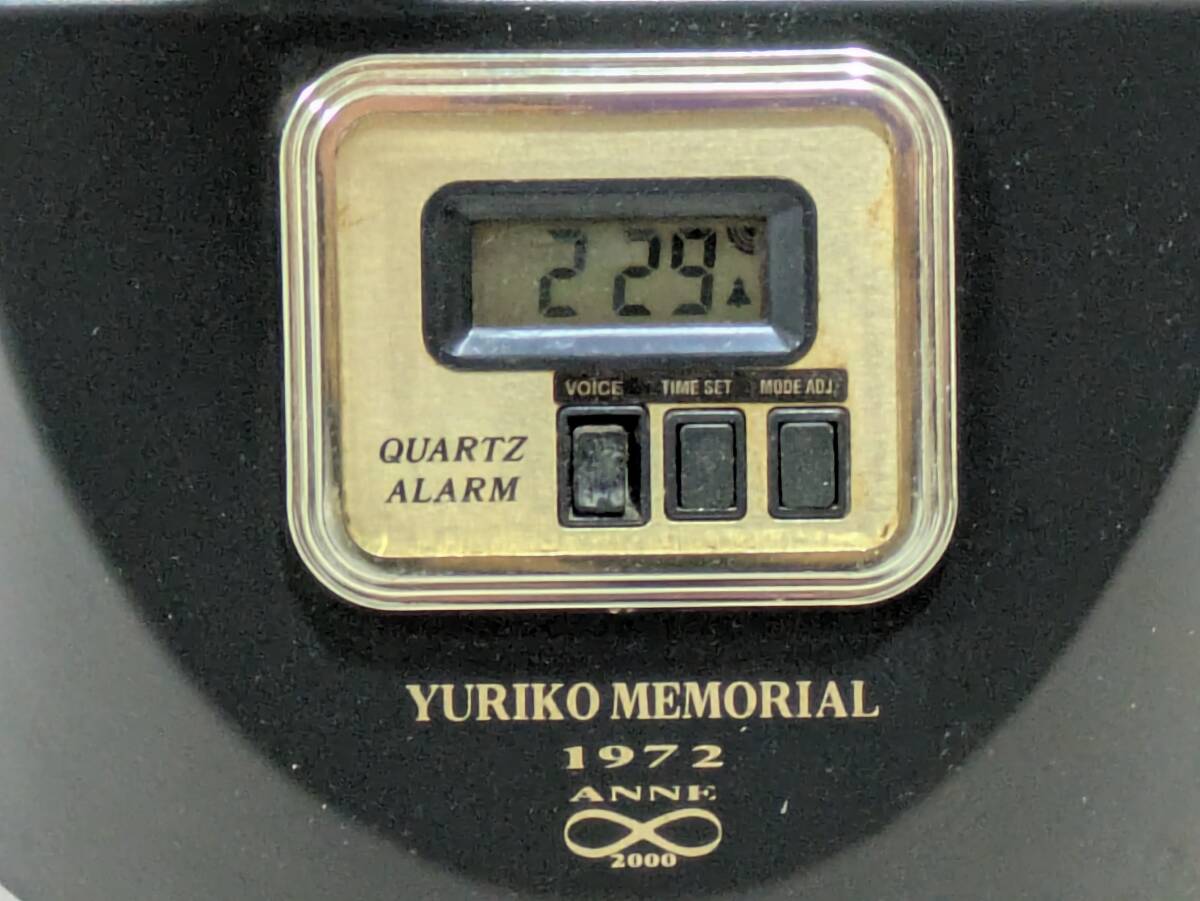 2 29
VOICE TIME SET MODE ADJ.
QUARTZ
ALARM
YURIKO MEMORIAL
1972
ANNE
2000